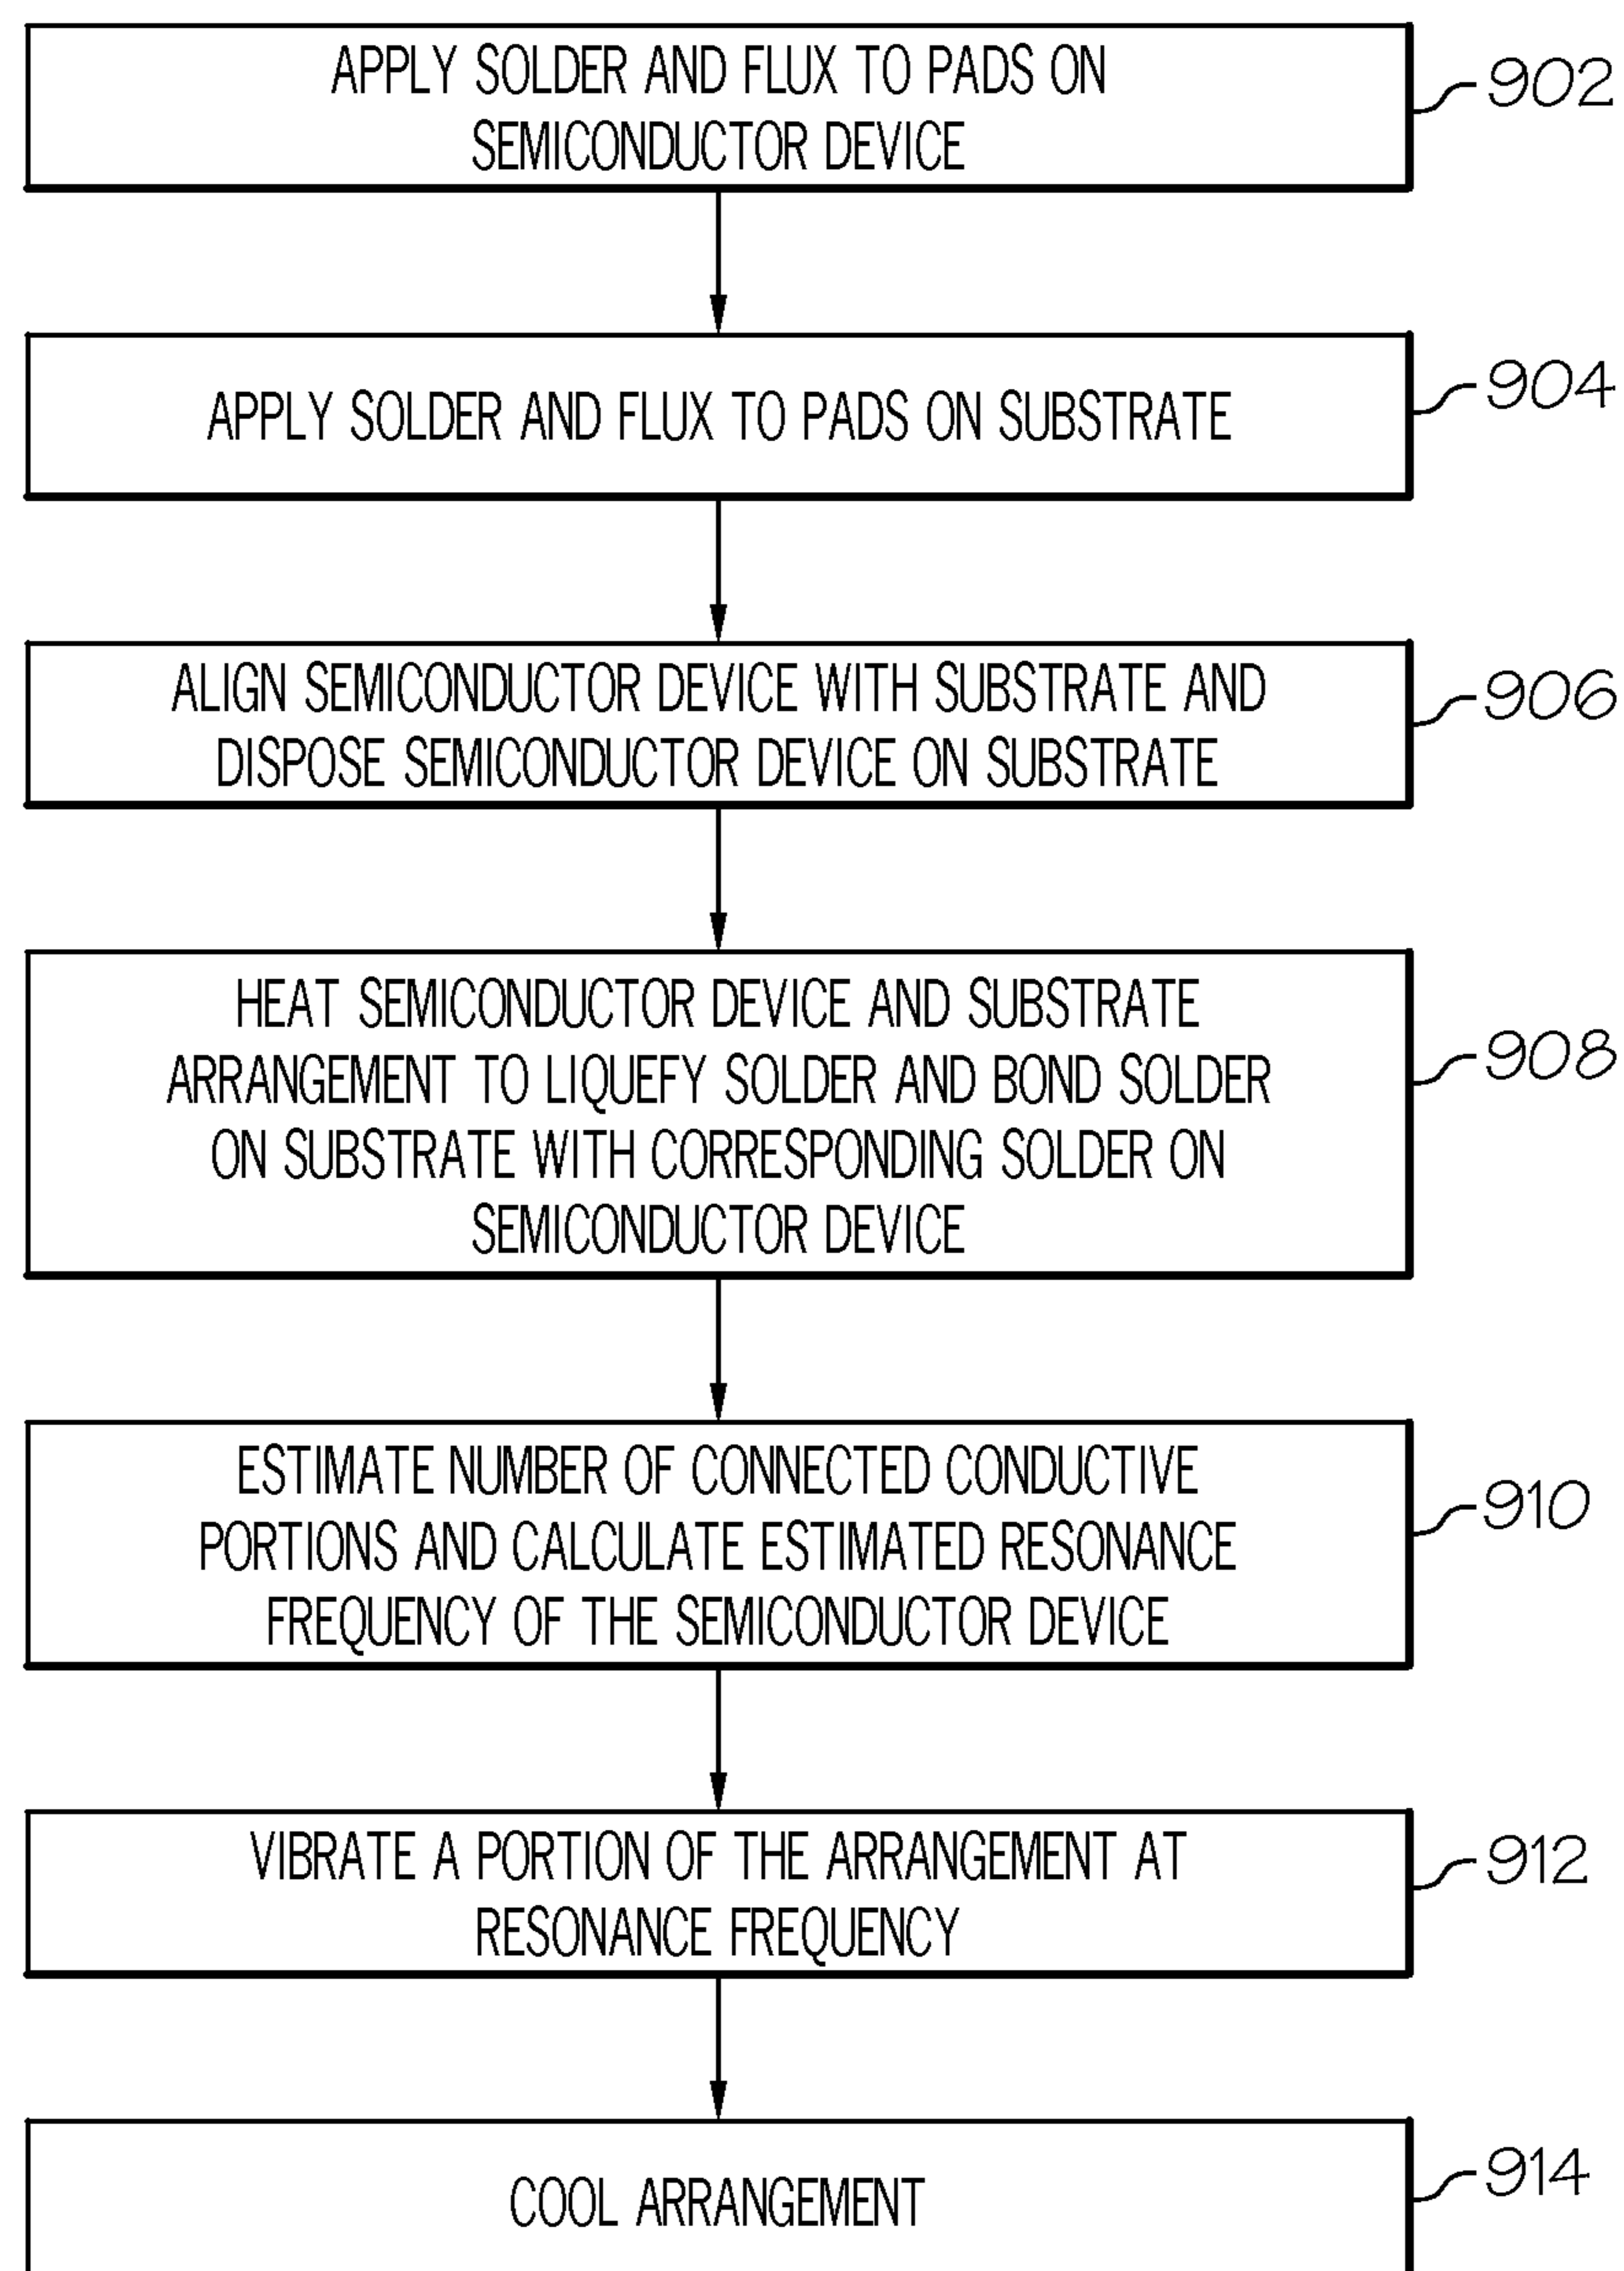 APPLY SOLDER AND FLUX TO PADS ON
SEMICONDUCTOR DEVICE
902
APPLY SOLDER AND FLUX TO PADS ON SUBSTRATE
904
ALIGN SEMICONDUCTOR DEVICE WITH SUBSTRATE AND
DISPOSE SEMICONDUCTOR DEVICE ON SUBSTRATE
906
HEAT SEMICONDUCTOR DEVICE AND SUBSTRATE
ARRANGEMENT TO LIQUEFY SOLDER AND BOND SOLDER
ON SUBSTRATE WITH CORRESPONDING SOLDER ON
SEMICONDUCTOR DEVICE
908
ESTIMATE NUMBER OF CONNECTED CONDUCTIVE
PORTIONS AND CALCULATE ESTIMATED RESONANCE
FREQUENCY OF THE SEMICONDUCTOR DEVICE
910
VIBRATE A PORTION OF THE ARRANGEMENT AT
RESONANCE FREQUENCY
912
COOL ARRANGEMENT
914